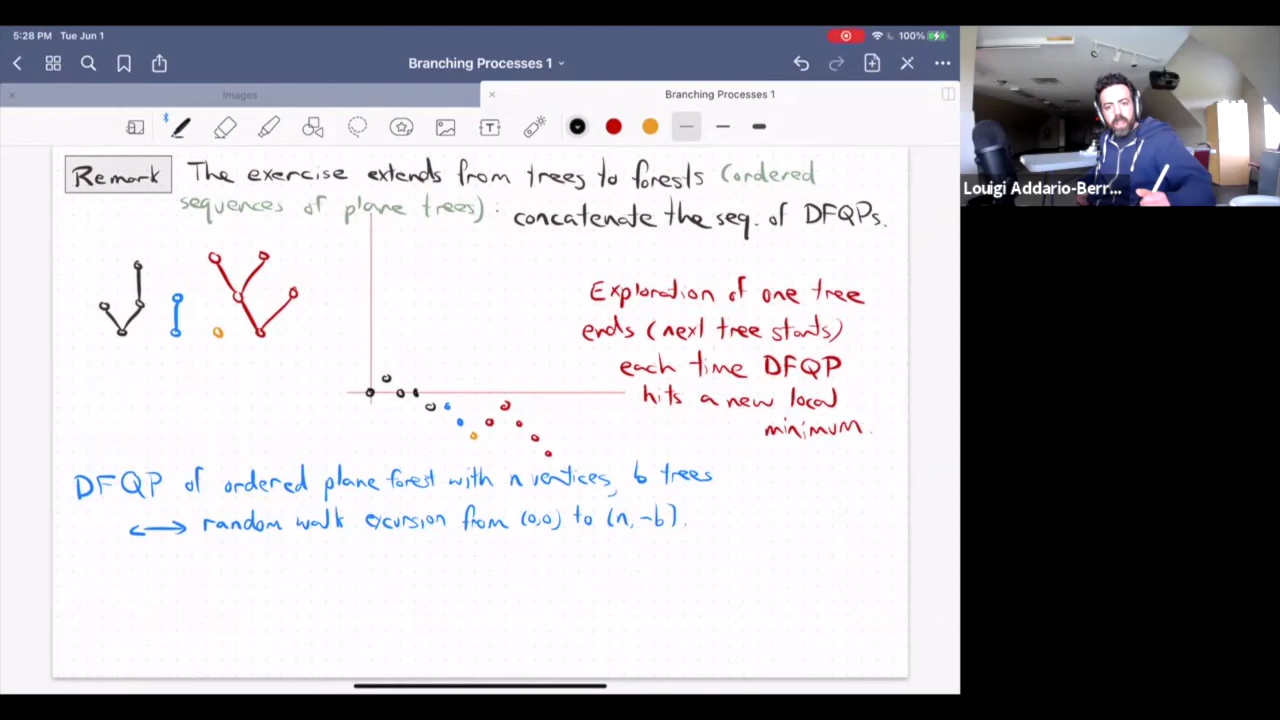 5:28 PM Tue Jun 1
100%
Branching Processes 1
Images
Branching Processes 1
Remark The exercise extends from trees to forests (ordered
sequences of plane trees): concatenate the seq. of DFQPs.
Exploration of one tree
ends (next tree starts)
each time DFQP
hits a new local
minimum.
DFQP of ordered plane forest with n vertices, b trees
↔ random walk excursion from (0,0) to (n, -b).
Louigi Addario-Berr...